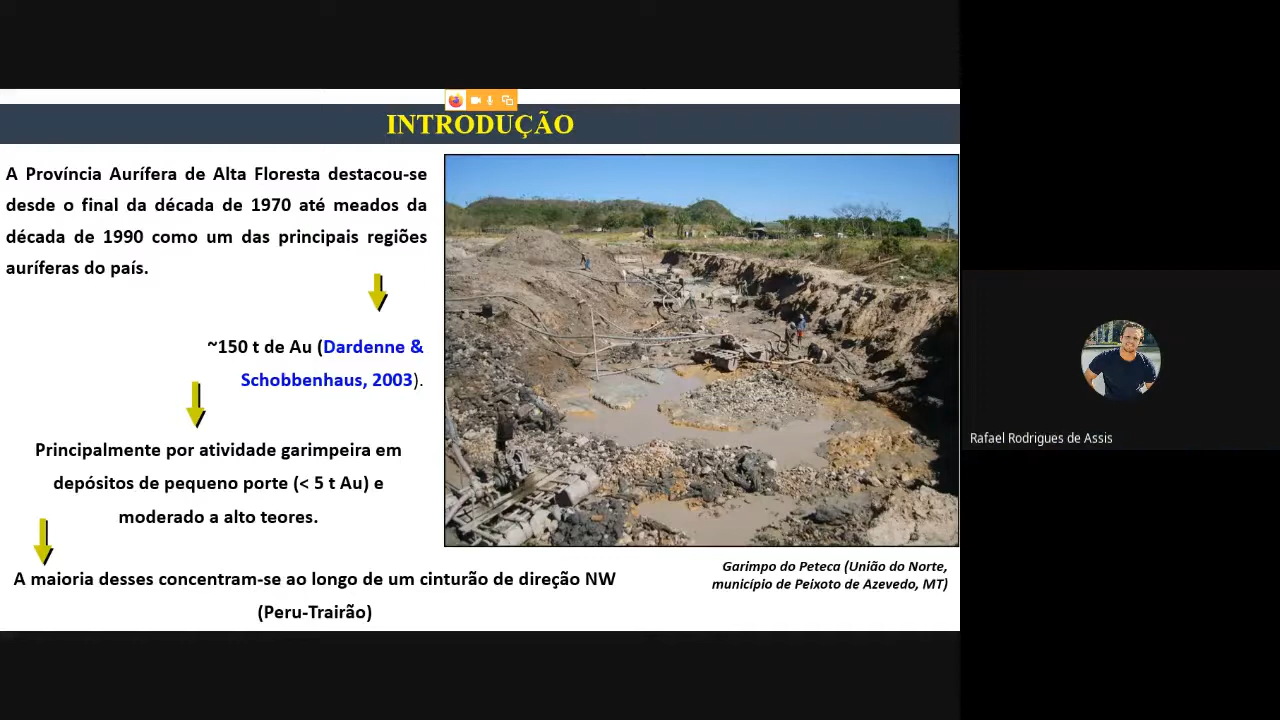 INTRODUÇÃO
A Província Aurífera de Alta Floresta destacou-se
desde o final da década de 1970 até meados da
década de 1990 como um das principais regiões
auríferas do país.
~150 t de Au (Dardenne &
Schobbenhaus, 2003).
Principalmente por atividade garimpeira em
depósitos de pequeno porte (< 5 t Au) e
moderado a alto teores.
A maioria desses concentram-se ao longo de um cinturão de direção NW
(Peru-Trairão)
Garimpo do Peteca (União do Norte,
município de Peixoto de Azevedo, MT)
Rafael Rodrigues de Assis